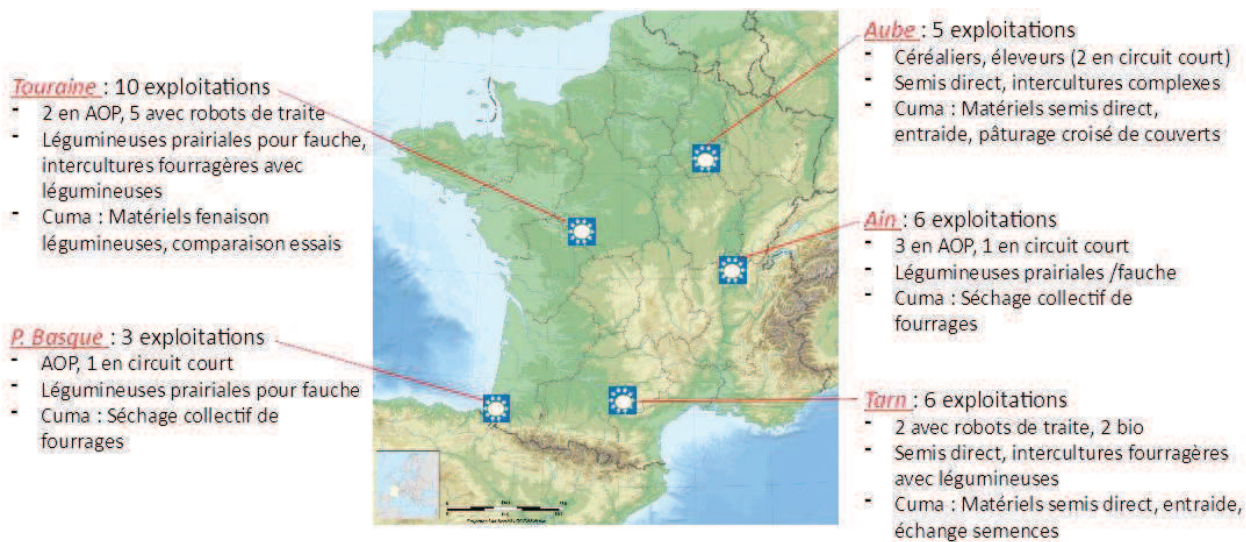 Touraine : 10 exploitations
- 2 en AOP, 5 avec robots de traite
- Légumineuses prairiales pour fauche,
intercultures fourragères avec
légumineuses
- Cuma : Matériels fenaison
légumineuses, comparaison essais
P. Basque : 3 exploitations
- AOP, 1 en circuit court
- Légumineuses prairiales pour fauche
- Cuma : Séchage collectif de
fourrages
Aube : 5 exploitations
- Céréaliers, éleveurs (2 en circuit court)
- Semis direct, intercultures complexes
- Cuma : Matériels semis direct,
entraide, pâturage croisé de couverts
Ain : 6 exploitations
- 3 en AOP, 1 en circuit court
- Légumineuses prairiales /fauche
- Cuma : Séchage collectif de
fourrages
Tarn : 6 exploitations
- 2 avec robots de traite, 2 bio
- Semis direct, intercultures fourragères
avec légumineuses
- Cuma : Matériels semis direct, entraide,
échange semences